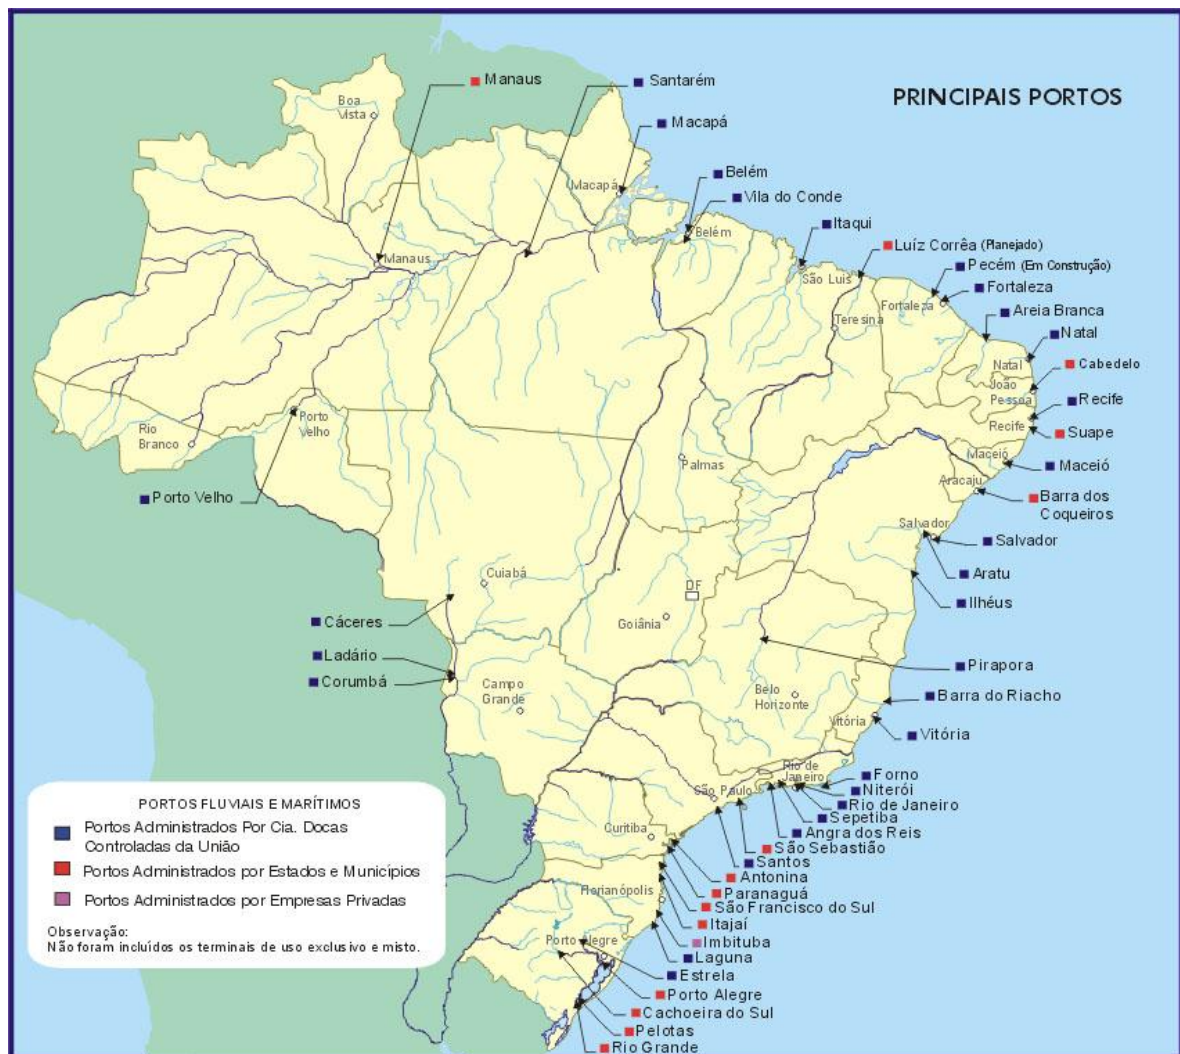 PRINCIPAIS PORTOS
Manaus
Santarém
Macapá
Belém
Vila do Conde
Itaqui
Luíz Corrêa (Planejado)
Pecém (Em Construção)
Fortaleza
Areia Branca
Natal
Cabedelo
Recife
Suape
Maceió
Barra dos
Coqueiros
Salvador
Aratu
Ilhéus
Pirapora
Barra do Riacho
Vitória
Forno
Niterói
Rio de Janeiro
Sepetiba
Angra dos Reis
São Sebastião
Santos
Antonina
Paranaguá
São Francisco do Sul
Itajaí
Imbituba
Laguna
Estrela
Porto Alegre
Cachoeira do Sul
Pelotas
Rio Grande
Porto Velho
Cáceres
Ladário
Corumbá
Boa
Vista
Macapá
Belém
Manaus
São Luis
Teresina
Fortaleza
Natal
João
Pessoa
Recife
Maceió
Aracaju
Salvador
Porto
Velho
Rio
Branco
Palmas
Cuiabá
DF
Goiânia
Campo
Grande
Belo
Horizonte
Vitória
Rio de
Janeiro
São Paulo
Curitiba
Florianópolis
Porto Alegre
PORTOS FLUVIAIS E MARÍTIMOS
Portos Administrados Por Cia. Docas
Controladas da União
Portos Administrados por Estados e Municípios
Portos Administrados por Empresas Privadas
Observação:
Não foram incluídos os terminais de uso exclusivo e misto.